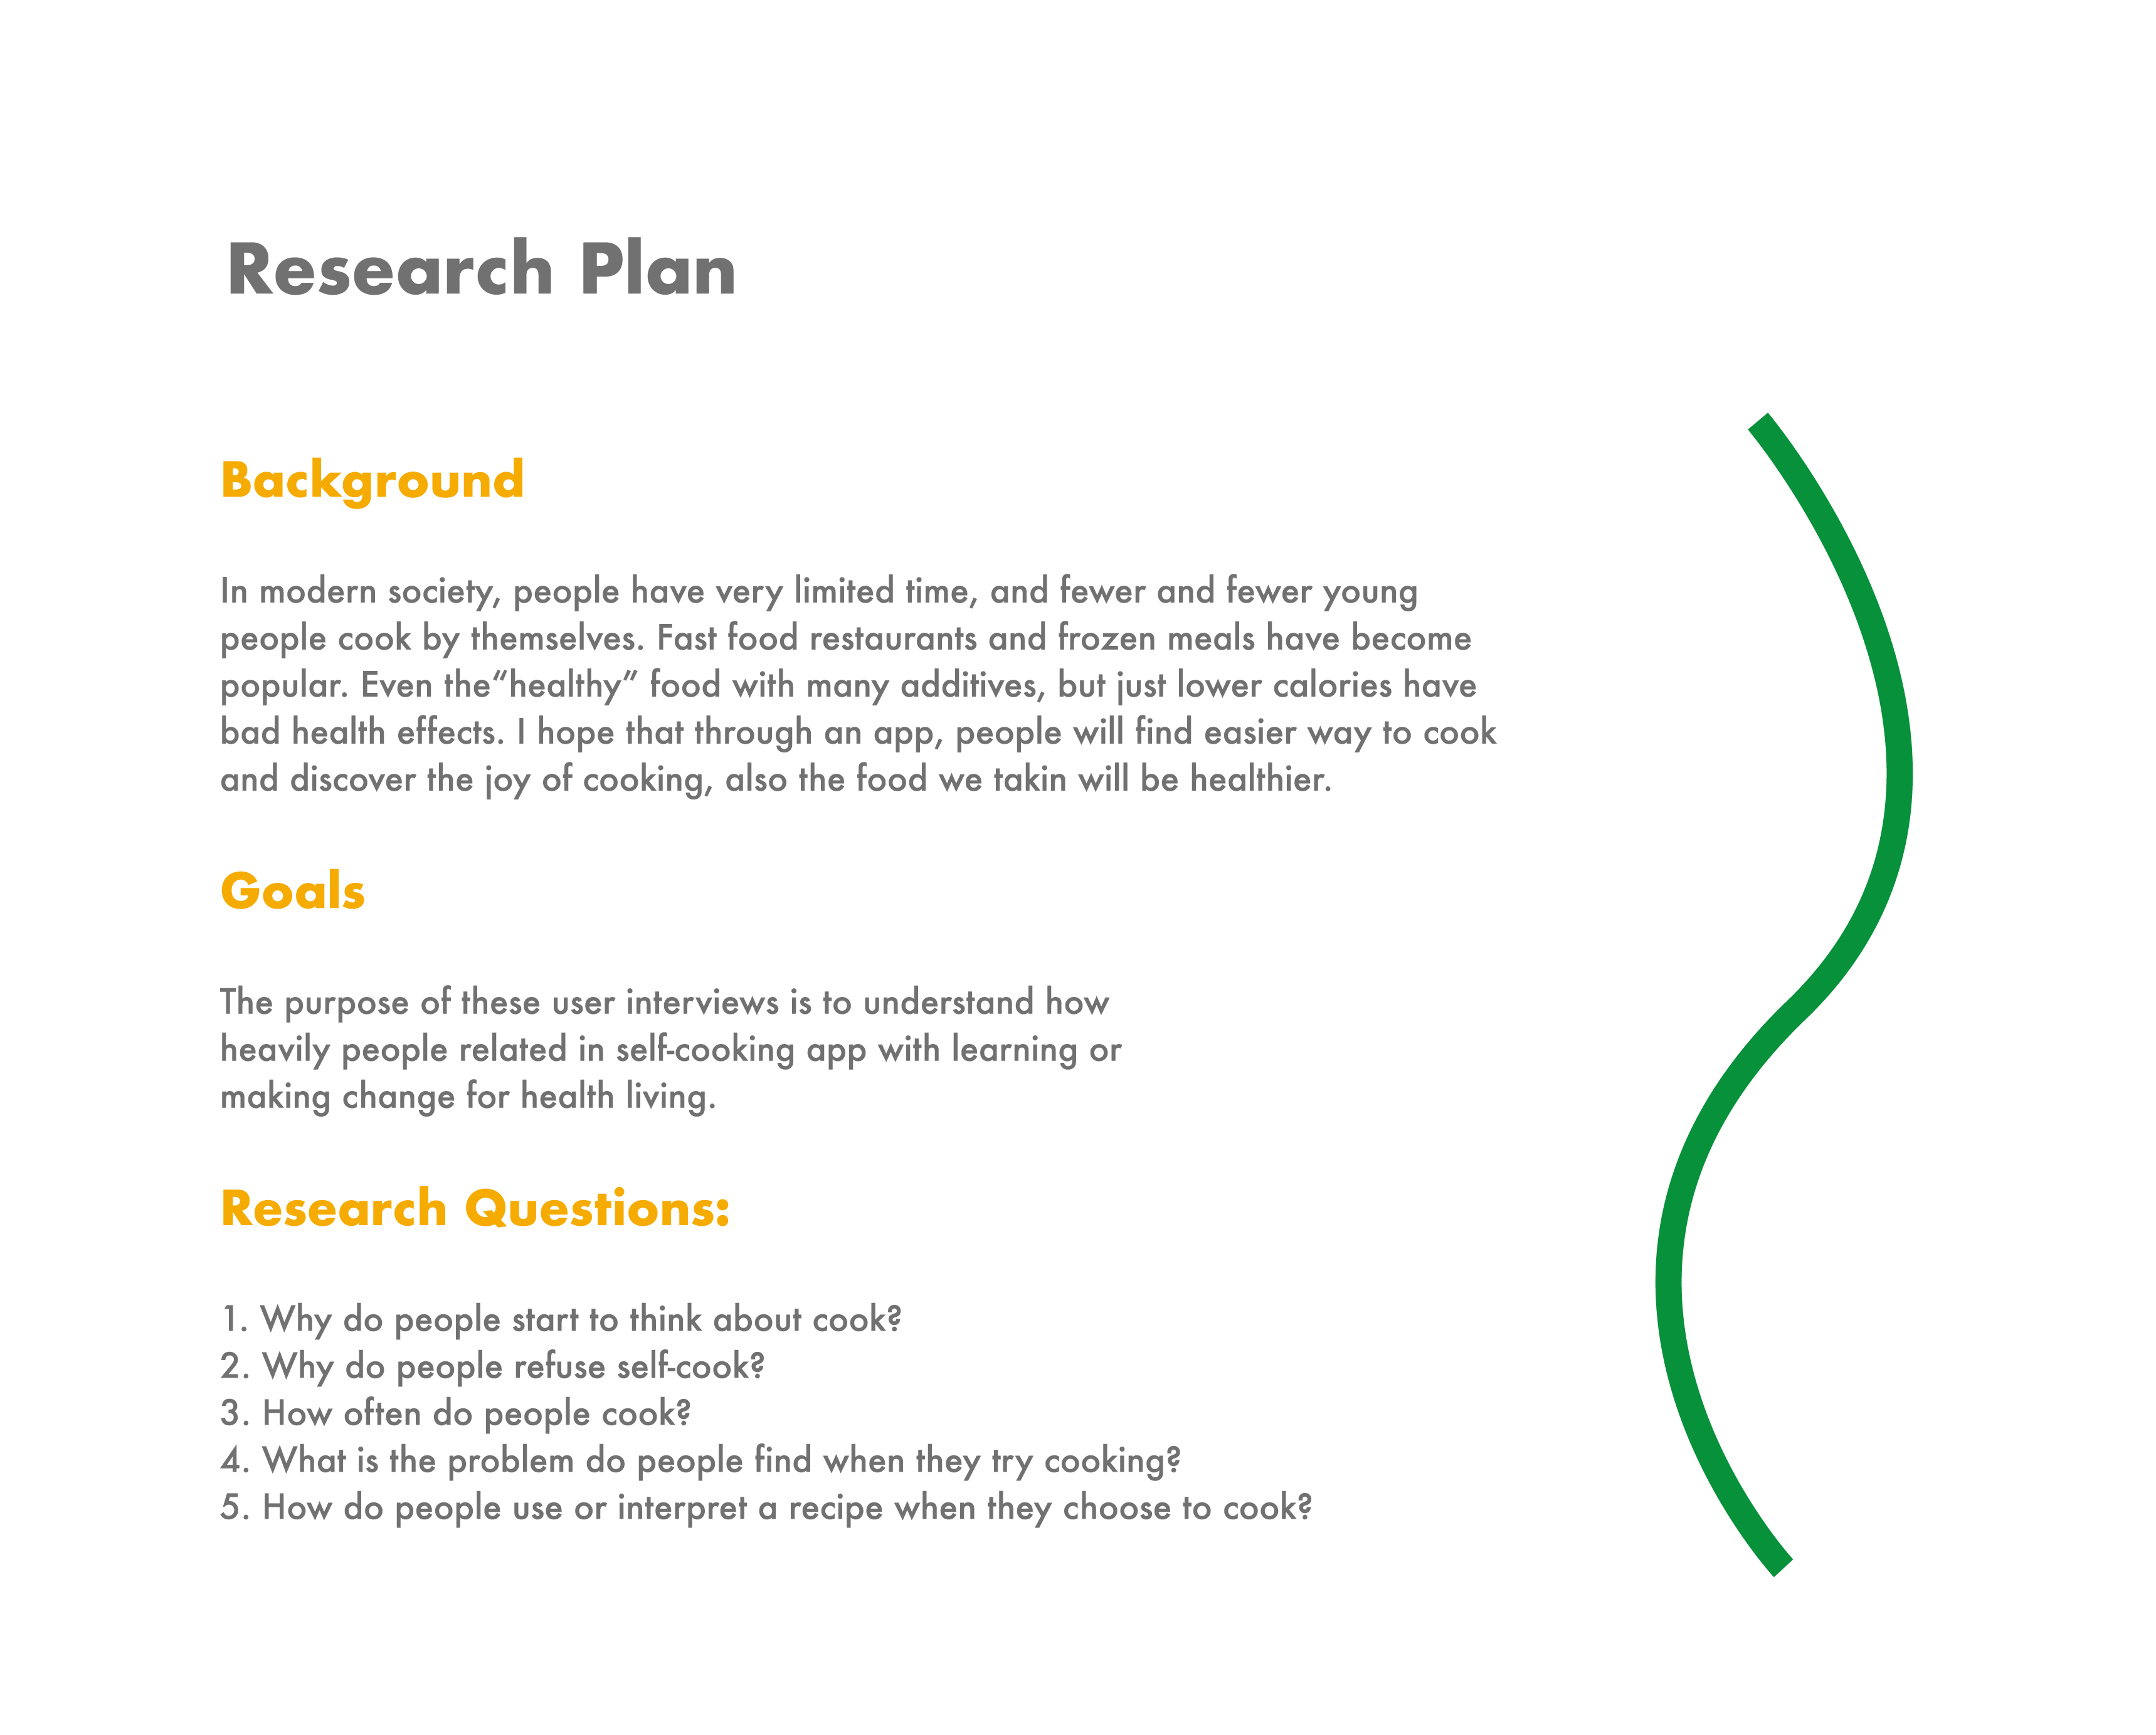 Research Plan
Background
In modern society, people have very limited time, and fewer and fewer young
people cook by themselves. Fast food restaurants and frozen meals have become
popular. Even the“healthy” food with many additives, but just lower calories have
bad health effects. I hope that through an app, people will find easier way to cook
and discover the joy of cooking, also the food we takin will be healthier.
Goals
The purpose of these user interviews is to understand how
heavily people related in self-cooking app with learning or
making change for health living.
Research Questions:
1. Why do people start to think about cook?
2. Why do people refuse self-cook?
3. How often do people cook?
4. What is the problem do people find when they try cooking?
5. How do people use or interpret a recipe when they choose to cook?